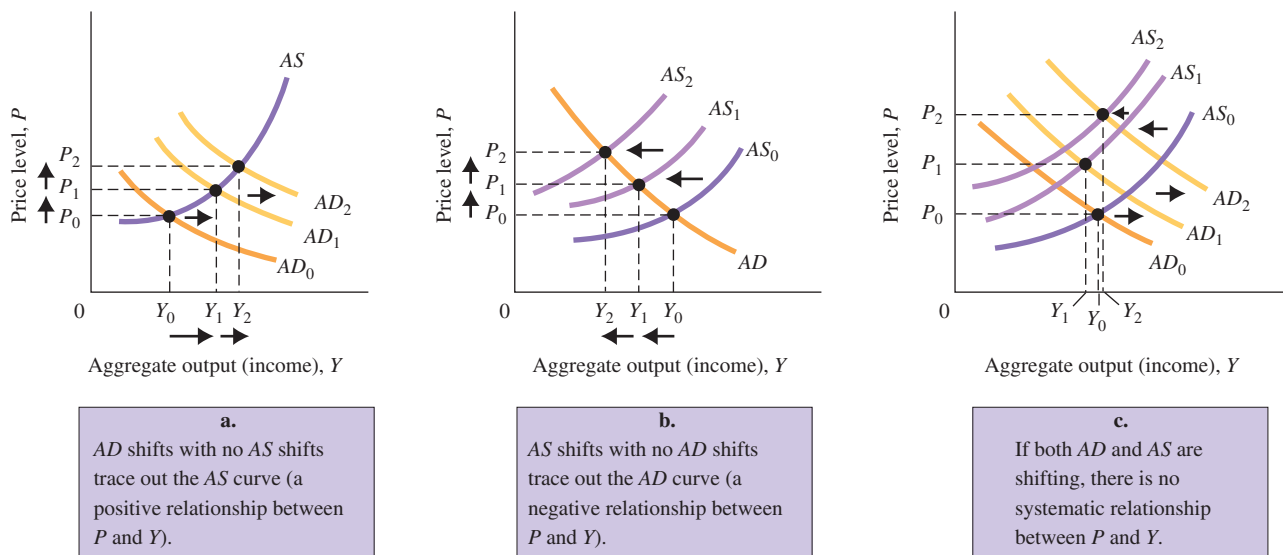 Price level, P
P₂
P₁
P₀
AS
AD₂
AD₁
AD₀
0
Y₀
Y₁
Y₂
Aggregate output (income), Y
a.
AD shifts with no AS shifts
trace out the AS curve (a
positive relationship between
P and Y).
Price level, P
P₂
P₁
P₀
AS₂
AS₁
AS₀
AD
0
Y₂
Y₁
Y₀
Aggregate output (income), Y
b.
AS shifts with no AD shifts
trace out the AD curve (a
negative relationship between
P and Y).
Price level, P
P₂
P₁
P₀
AS₂
AS₁
AS₀
AD₂
AD₁
AD₀
0
Y₁
Y₀
Y₂
Aggregate output (income), Y
c.
If both AD and AS are
shifting, there is no
systematic relationship
between P and Y.